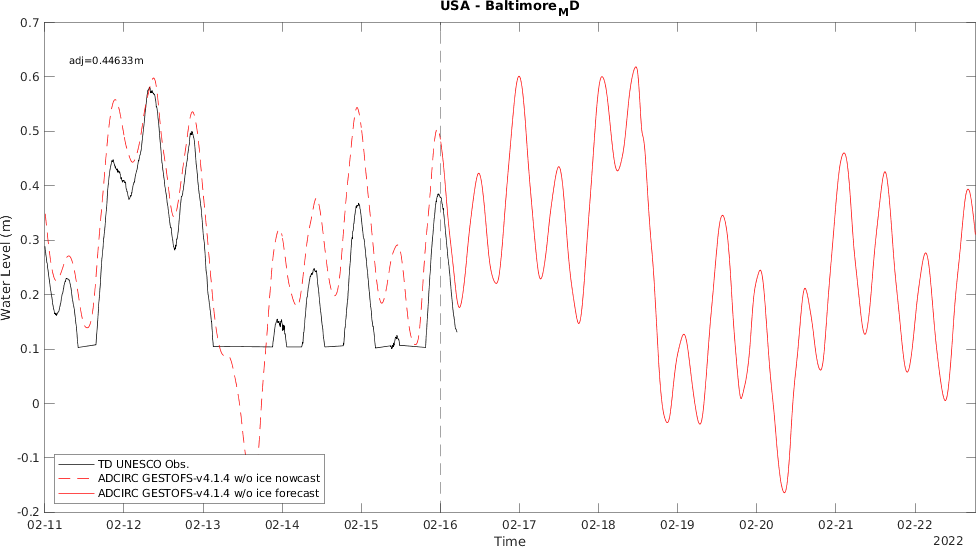 USA - Baltimore_MD
adj=0.44633m
Water Level (m)
0.7
0.6
0.5
0.4
0.3
0.2
0.1
0
-0.1
-0.2
TD UNESCO Obs.
ADCIRC GESTOFS-v4.1.4 w/o ice nowcast
ADCIRC GESTOFS-v4.1.4 w/o ice forecast
02-11 02-12 02-13 02-14 02-15 02-16 02-17 02-18 02-19 02-20 02-21 02-22
Time
2022